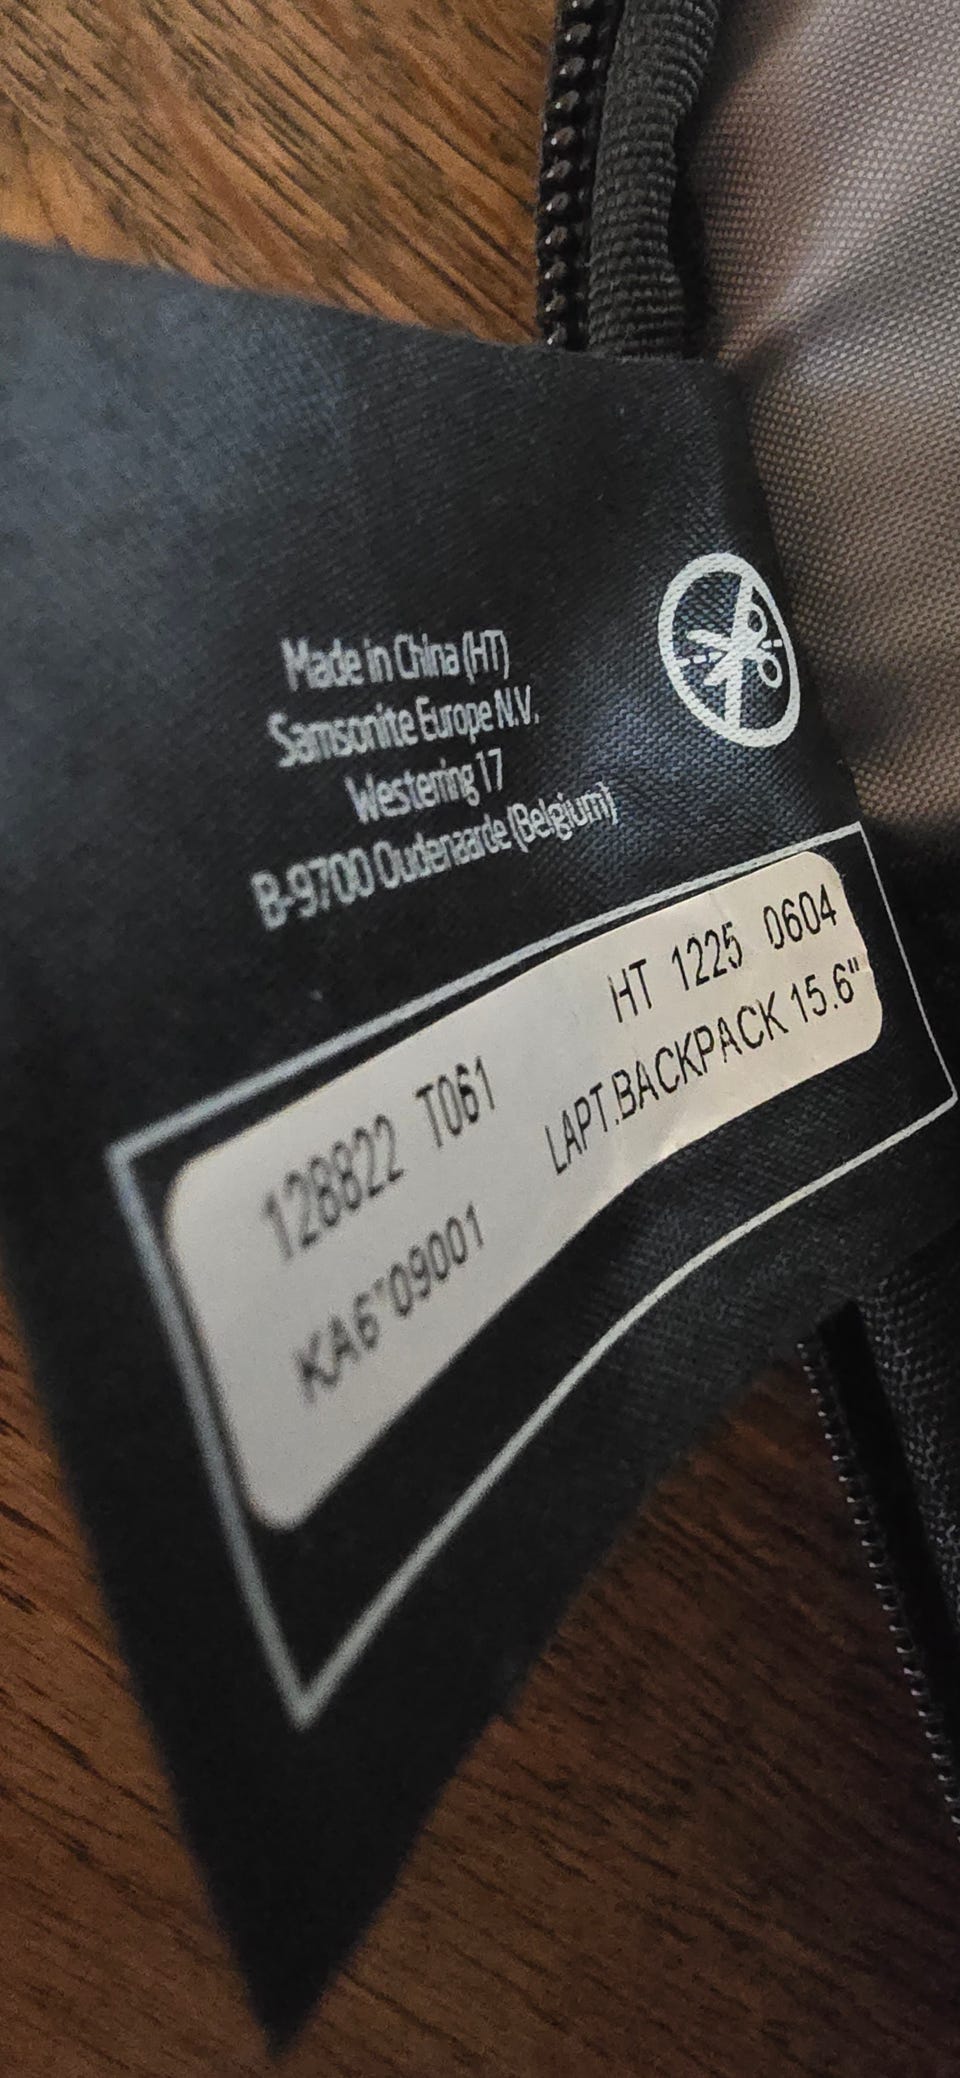 Made in China (HT)
Samsonite Europe N.V.
Westerring 17
B-9700 Oudenaarde (Belgium)
128822 T061 HT 1225 0604
KA6*09001 LAPT.BACKPACK 15.6"